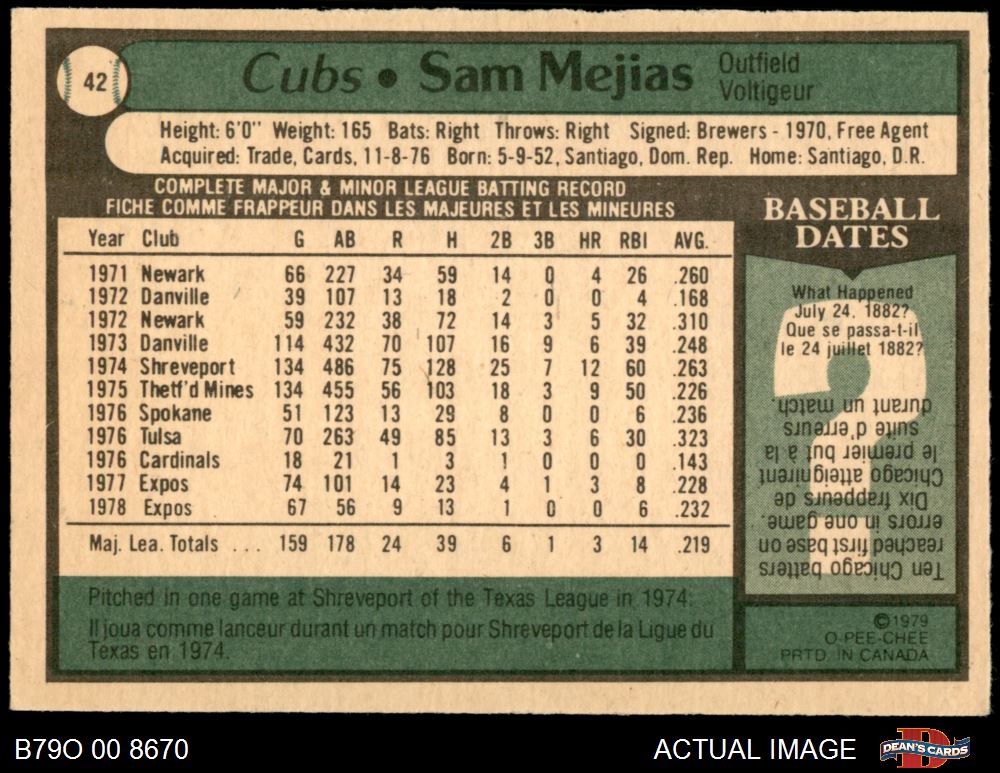 42
Cubs • Sam Mejias
Outfield
Voltigeur
Height: 6'0" Weight: 165 Bats: Right Throws: Right Signed: Brewers - 1970, Free Agent
Acquired: Trade, Cards, 11-8-76 Born: 5-9-52, Santiago, Dom. Rep. Home: Santiago, D.R.
COMPLETE MAJOR & MINOR LEAGUE BATTING RECORD
FICHE COMME FRAPPEUR DANS LES MAJEURES ET LES MINEURES
Year Club G AB R H 2B 3B HR RBI AVG.
1971 Newark 66 227 34 59 14 0 4 26 .260
1972 Danville 39 107 13 18 2 0 0 4 .168
1972 Newark 59 232 38 72 14 3 5 32 .310
1973 Danville 114 432 70 107 16 9 6 39 .248
1974 Shreveport 134 486 75 128 25 7 12 60 .263
1975 Thetf'd Mines 134 455 56 103 18 3 9 50 .226
1976 Spokane 51 123 13 29 8 0 0 6 .236
1976 Tulsa 70 263 49 85 13 3 6 30 .323
1976 Cardinals 18 21 1 3 1 0 0 0 .143
1977 Expos 74 101 14 23 4 1 3 8 .228
1978 Expos 67 56 9 13 1 0 0 6 .232
Maj. Lea. Totals ... 159 178 24 39 6 1 3 14 .219
Pitched in one game at Shreveport of the Texas League in 1974.
Il joua comme lanceur durant un match pour Shreveport de la Ligue du
Texas en 1974.
BASEBALL
DATES
What Happened
July 24, 1882?
Que se passa-t-il
le 24 juillet 1882?
Ten Chicago batters
reached first base on
errors in one game.
Dix frappeurs de
Chicago atteignirent
le premier but à la
suite d'erreurs
durant un match.
©1979
O-PEE-CHEE
PRTD. IN CANADA
B79O 00 8670
ACTUAL IMAGE
DEAN'S CARDS